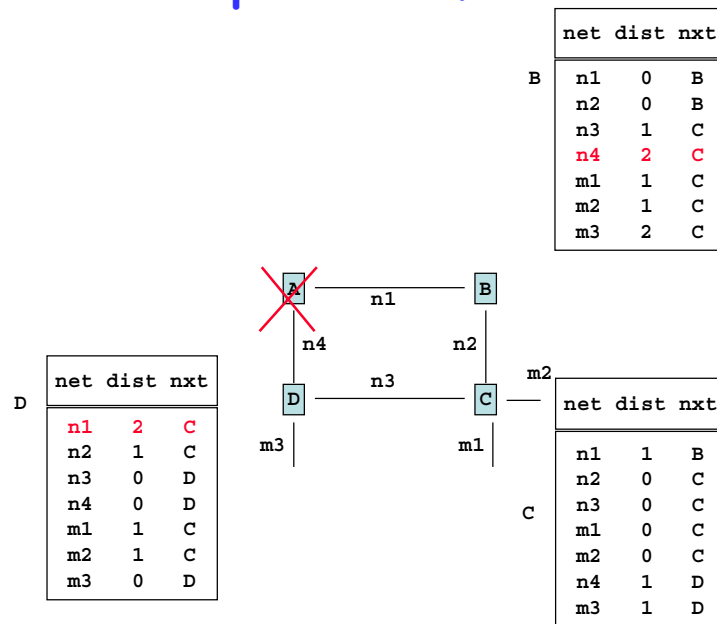 net dist nxt
B
n1 0 B
n2 0 B
n3 1 C
n4 2 C
m1 1 C
m2 1 C
m3 2 C
A
n1
B
n4
n2
n3
m2
D
C
m3
m1
D
net dist nxt
n1 2 C
n2 1 C
n3 0 D
n4 0 D
m1 1 C
m2 1 C
m3 0 D
C
net dist nxt
n1 1 B
n2 0 C
n3 0 C
m1 0 C
m2 0 C
n4 1 D
m3 1 D